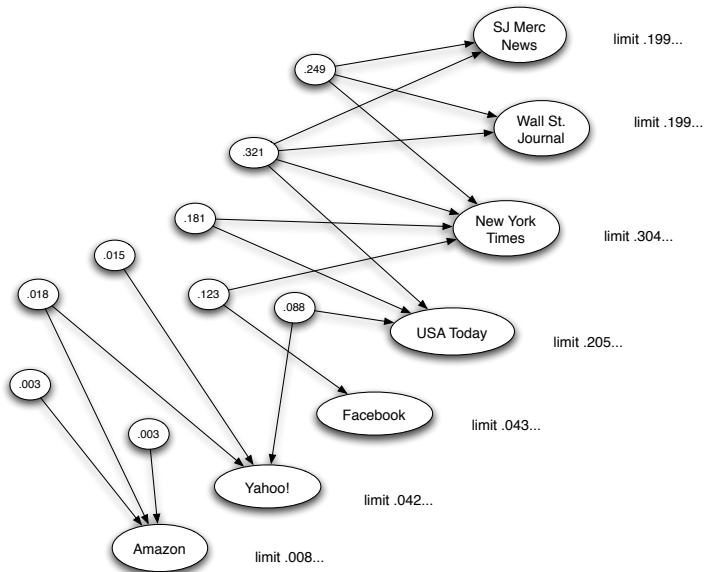 SJ Merc
News
limit .199...
.249
Wall St.
Journal
limit .199...
.321
.181
New York
Times
limit .304...
.015
.018
.123
.088
USA Today
limit .205...
.003
Facebook
limit .043...
.003
Yahoo!
limit .042...
Amazon
limit .008...